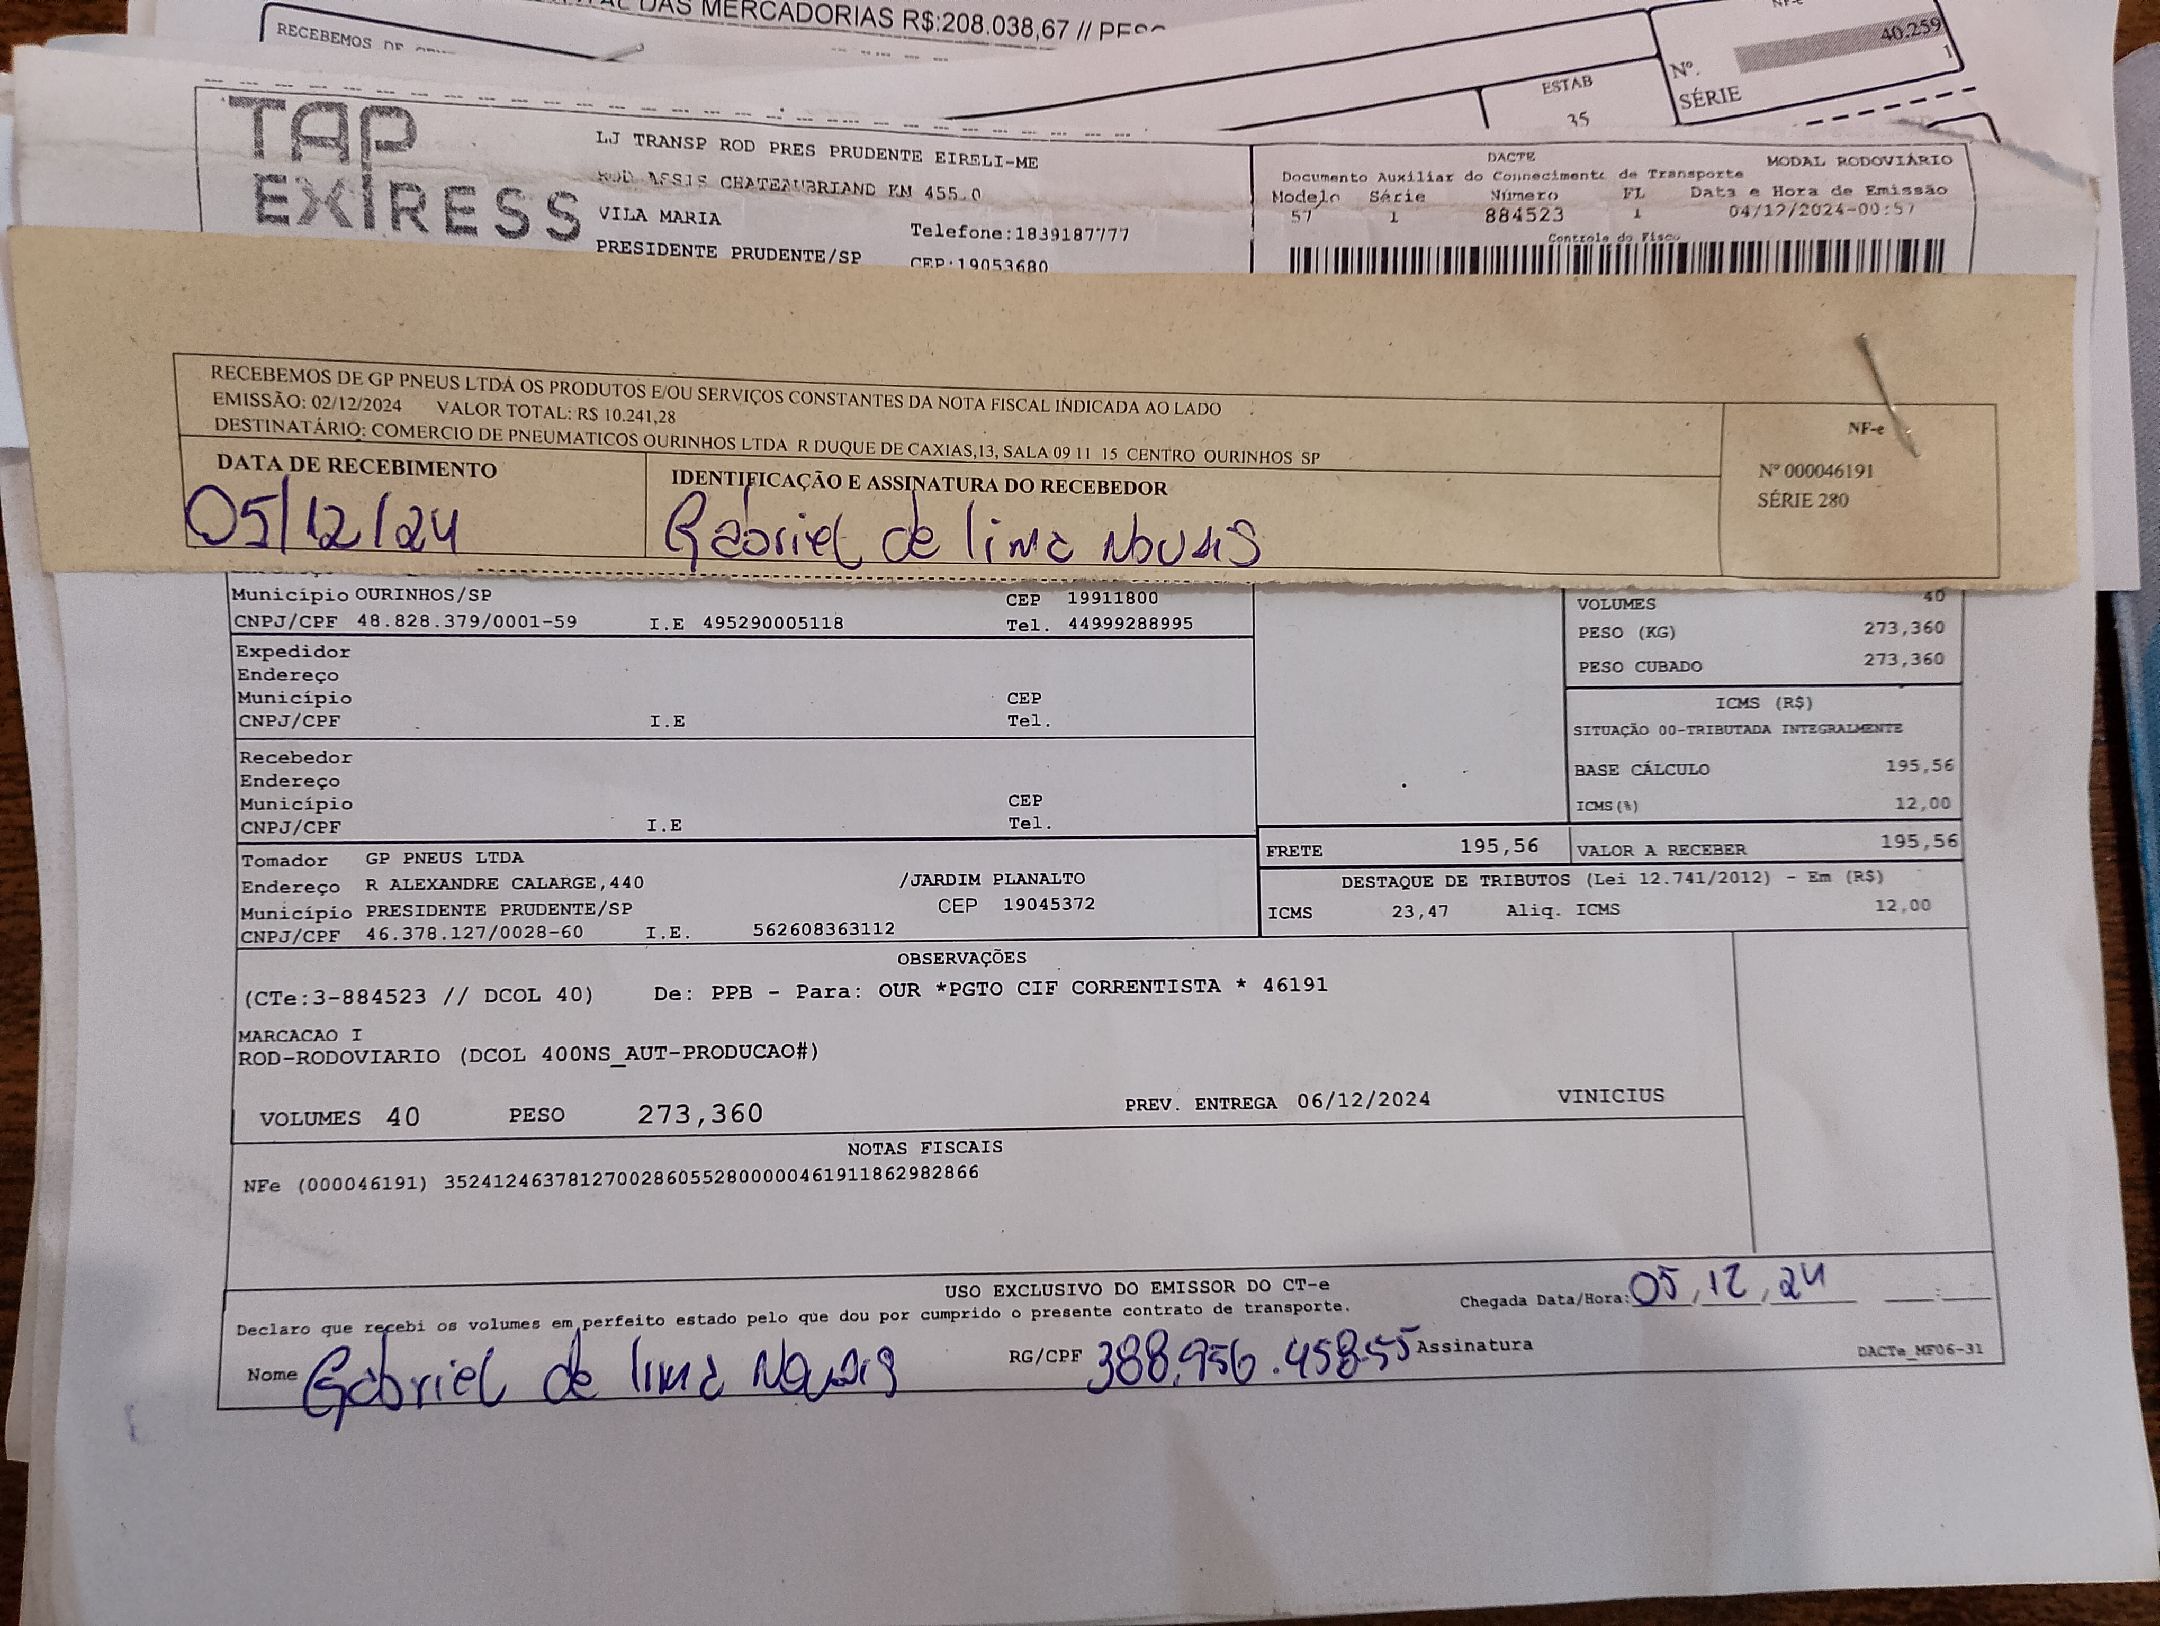 DAS MERCADORIAS R$:208.038,67 //
RECEBEMOS DE
40.259
Nº.
1
SÉRIE
ESTAB
35
TAP
EXIRESS
LJ TRANSP ROD PRES PRUDENTE EIRELI-ME
ROD ASSIS CHATEAUBRIAND KM 455.0
VILA MARIA
Telefone:1839187777
PRESIDENTE PRUDENTE/SP CEP:19053680
DACTE MODAL RODOVIÁRIO
Documento Auxiliar do Conhecimento de Transporte
Modelo Série Número FL Data e Hora de Emissão
57 1 884523 1 04/12/2024-00:57
Controle do Fisco
RECEBEMOS DE GP PNEUS LTDA OS PRODUTOS E/OU SERVIÇOS CONSTANTES DA NOTA FISCAL INDICADA AO LADO
EMISSÃO: 02/12/2024 VALOR TOTAL: R$ 10.241,28
DESTINATÁRIO: COMERCIO DE PNEUMATICOS OURINHOS LTDA R DUQUE DE CAXIAS,13, SALA 09 11 15 CENTRO OURINHOS SP
NF-e
Nº 000046191
SÉRIE 280
DATA DE RECEBIMENTO
05/12/24
IDENTIFICAÇÃO E ASSINATURA DO RECEBEDOR
Gabriel de lima Novais
Município OURINHOS/SP CEP 19911800
CNPJ/CPF 48.828.379/0001-59 I.E 495290005118 Tel. 44999288995
Expedidor
Endereço
Município CEP
CNPJ/CPF I.E Tel.
Recebedor
Endereço
Município CEP
CNPJ/CPF I.E Tel.
Tomador GP PNEUS LTDA
Endereço R ALEXANDRE CALARGE,440 /JARDIM PLANALTO
Município PRESIDENTE PRUDENTE/SP CEP 19045372
CNPJ/CPF 46.378.127/0028-60 I.E. 562608363112
VOLUMES 40
PESO (KG) 273,360
PESO CUBADO 273,360
ICMS (R$)
SITUAÇÃO 00-TRIBUTADA INTEGRALMENTE
BASE CÁLCULO 195,56
ICMS(%) 12,00
FRETE 195,56 VALOR A RECEBER 195,56
DESTAQUE DE TRIBUTOS (Lei 12.741/2012) - Em (R$)
ICMS 23,47 Aliq. ICMS 12,00
OBSERVAÇÕES
(CTe:3-884523 // DCOL 40) De: PPB - Para: OUR *PGTO CIF CORRENTISTA * 46191
MARCACAO I
ROD-RODOVIARIO (DCOL 400NS_AUT-PRODUCAO#)
VOLUMES 40 PESO 273,360 PREV. ENTREGA 06/12/2024 VINICIUS
NOTAS FISCAIS
NFe (000046191) 35241246378127002860552800000461911862982866
USO EXCLUSIVO DO EMISSOR DO CT-e
Declaro que recebi os volumes em perfeito estado pelo que dou por cumprido o presente contrato de transporte.
Chegada Data/Hora: 05,12,24 :
Nome Gabriel de lima Novais RG/CPF 388.956.45855 Assinatura
DACTe_MF06-31